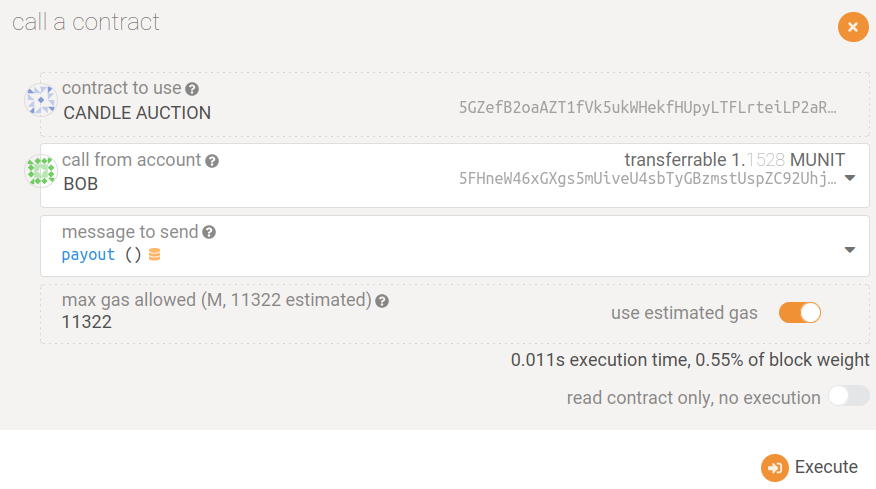 call a contract
contract to use
CANDLE AUCTION
5GZefB2oaAZT1fVk5ukWHekfHUpyLTFLrteiLP2aR…
call from account
transferrable 1.1528 MUNIT
BOB
5FHneW46xGXgs5mUiveU4sbTyGBzmstUspZC92Uhj…
message to send
payout ()
max gas allowed (M, 11322 estimated)
11322
use estimated gas
0.011s execution time, 0.55% of block weight
read contract only, no execution
Execute